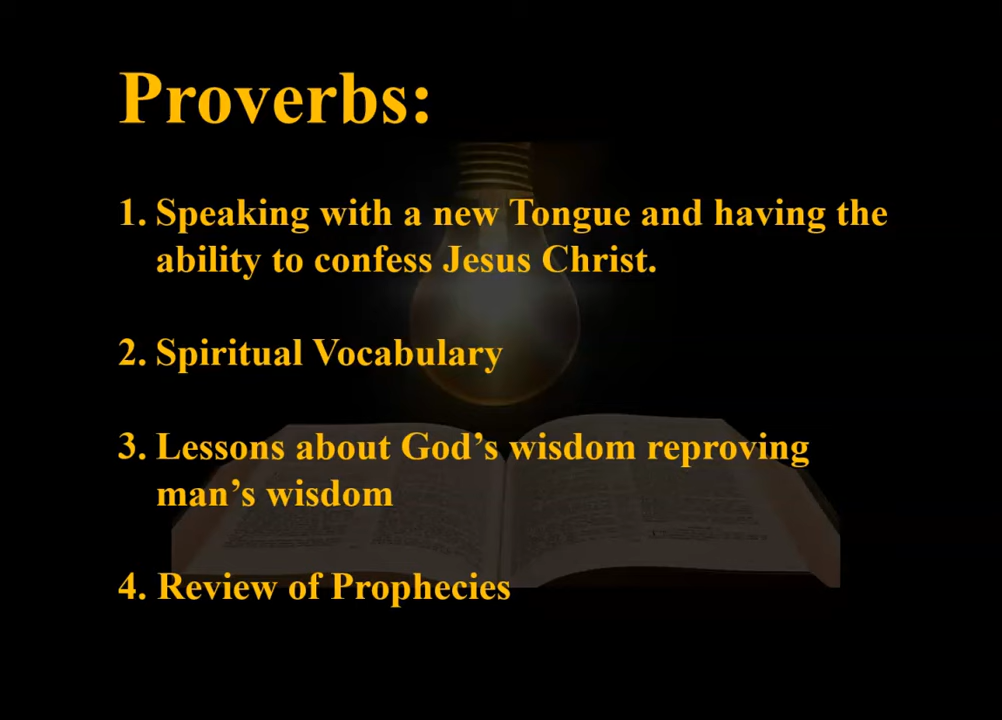 Proverbs:
1. Speaking with a new Tongue and having the
ability to confess Jesus Christ.
2. Spiritual Vocabulary
3. Lessons about God’s wisdom reproving
man’s wisdom
4. Review of Prophecies